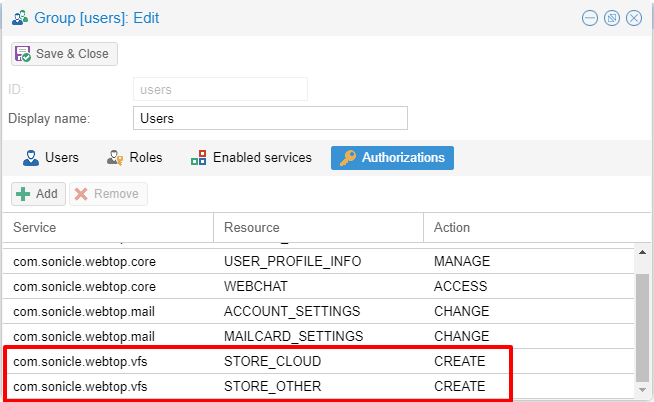 Group [users]: Edit
Save & Close
ID: users
Display name: Users
Users Roles Enabled services Authorizations
Add Remove
Service Resource Action
com.sonicle.webtop.core USER_PROFILE_INFO MANAGE
com.sonicle.webtop.core WEBCHAT ACCESS
com.sonicle.webtop.mail ACCOUNT_SETTINGS CHANGE
com.sonicle.webtop.mail MAILCARD_SETTINGS CHANGE
com.sonicle.webtop.vfs STORE_CLOUD CREATE
com.sonicle.webtop.vfs STORE_OTHER CREATE